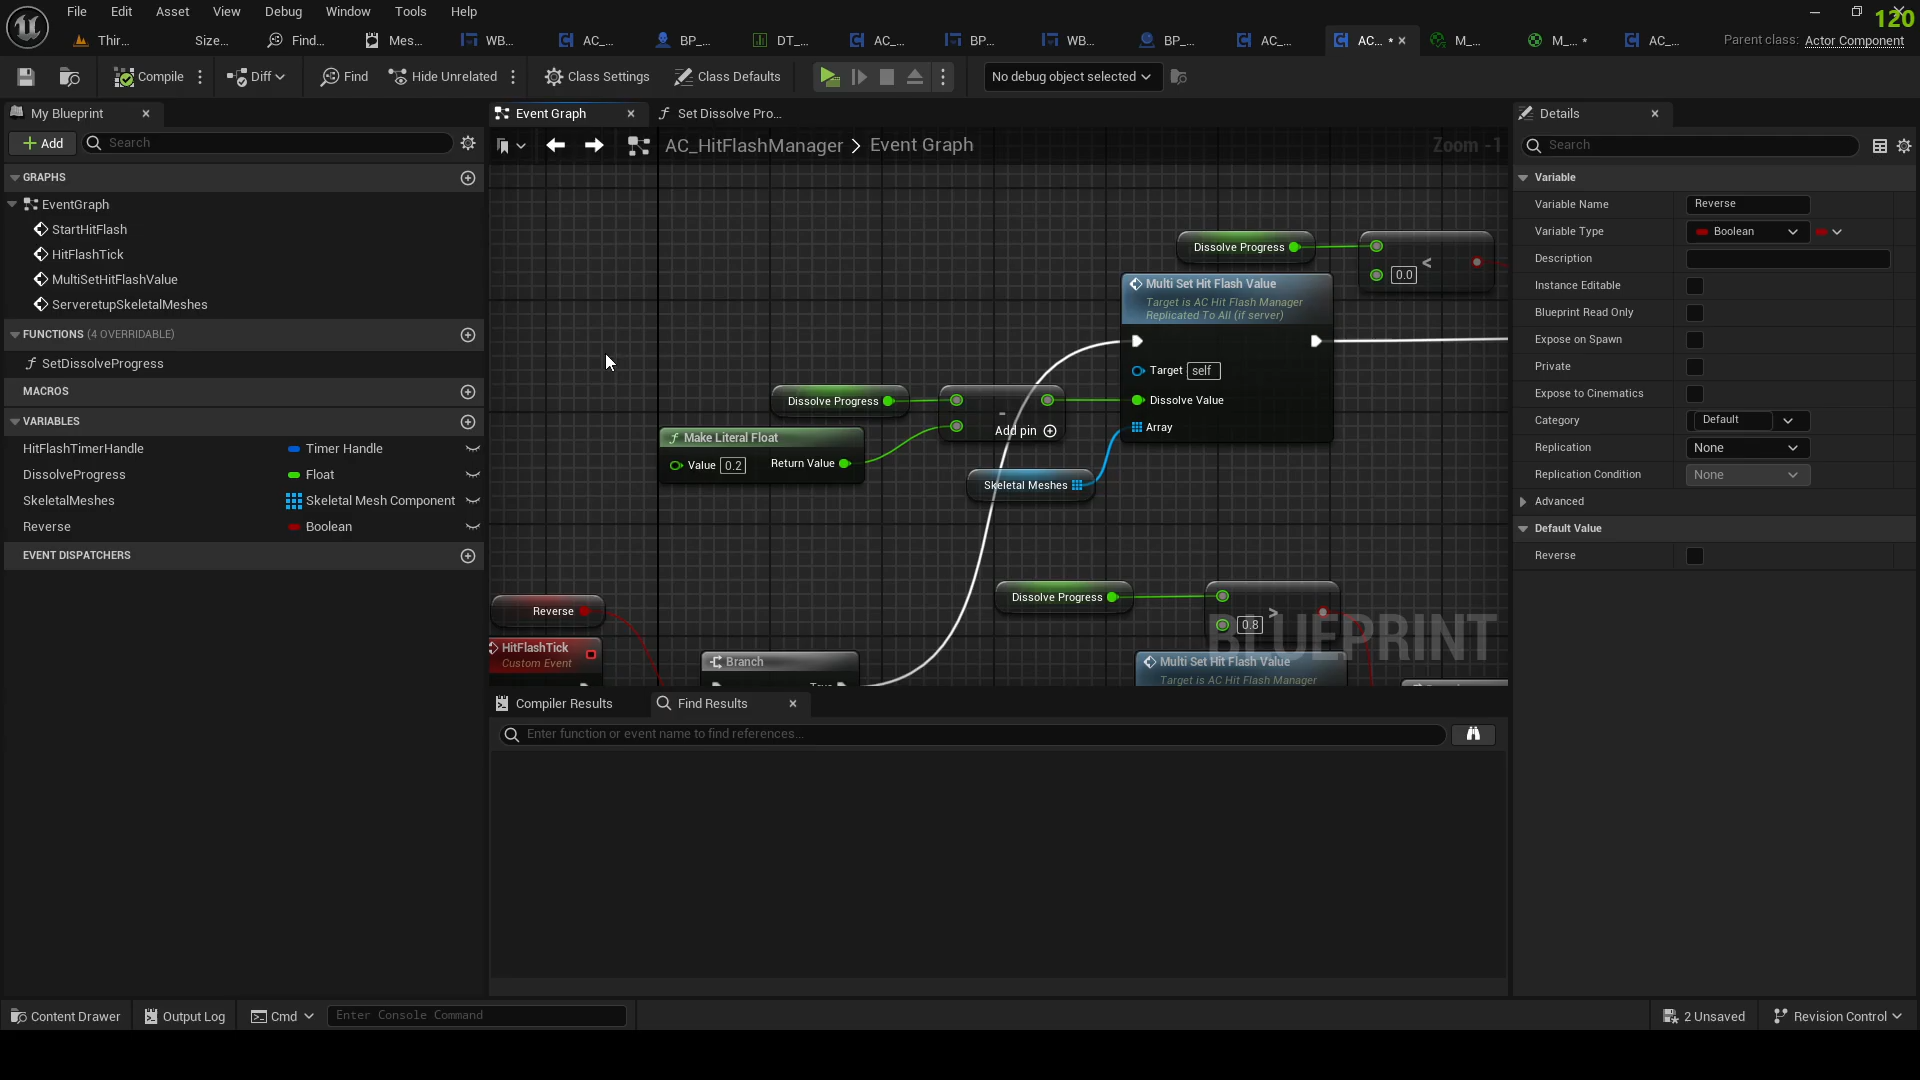 File Edit Asset View Debug Window Tools Help
120
Thir... Size... Find... Mes... WB... AC_... BP_... DT_... AC_... BP... WB... BP_... AC_... AC... * M_... M_... * AC_... Parent class: Actor Component
Compile Diff Find Hide Unrelated Class Settings Class Defaults No debug object selected
My Blueprint
Add Search
GRAPHS
EventGraph
StartHitFlash
HitFlashTick
MultiSetHitFlashValue
ServeretupSkeletalMeshes
FUNCTIONS (4 OVERRIDABLE)
SetDissolveProgress
MACROS
VARIABLES
HitFlashTimerHandle Timer Handle
DissolveProgress Float
SkeletalMeshes Skeletal Mesh Component
Reverse Boolean
EVENT DISPATCHERS
Event Graph Set Dissolve Pro...
AC_HitFlashManager > Event Graph Zoom -1
Dissolve Progress
0.0 <
Multi Set Hit Flash Value
Target is AC Hit Flash Manager
Replicated To All (if server)
Target self
Dissolve Value
Array
Dissolve Progress
-
Add pin
Make Literal Float
Value 0.2 Return Value
Skeletal Meshes
Dissolve Progress
>
0.8
BLUEPRINT
Reverse
HitFlashTick
Custom Event
Branch
True
Multi Set Hit Flash Value
Target is AC Hit Flash Manager
Compiler Results Find Results
Enter function or event name to find references...
Details
Search
Variable
Variable Name Reverse
Variable Type Boolean
Description
Instance Editable
Blueprint Read Only
Expose on Spawn
Private
Expose to Cinematics
Category Default
Replication None
Replication Condition None
Advanced
Default Value
Reverse
Content Drawer Output Log Cmd Enter Console Command 2 Unsaved Revision Control